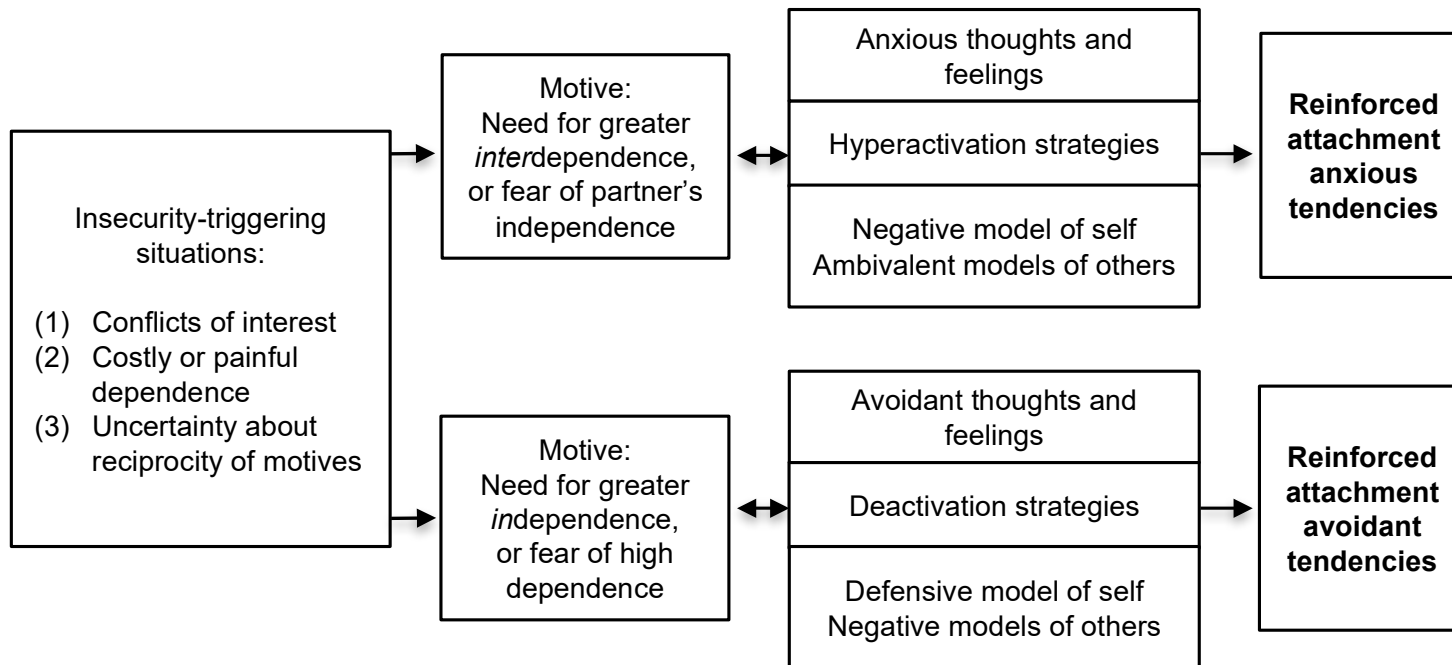 Insecurity-triggering
situations:
(1) Conflicts of interest
(2) Costly or painful
dependence
(3) Uncertainty about
reciprocity of motives
Motive:
Need for greater
interdependence,
or fear of partner’s
independence
Anxious thoughts and
feelings
Hyperactivation strategies
Negative model of self
Ambivalent models of others
Reinforced
attachment
anxious
tendencies
Motive:
Need for greater
independence,
or fear of high
dependence
Avoidant thoughts and
feelings
Deactivation strategies
Defensive model of self
Negative models of others
Reinforced
attachment
avoidant
tendencies